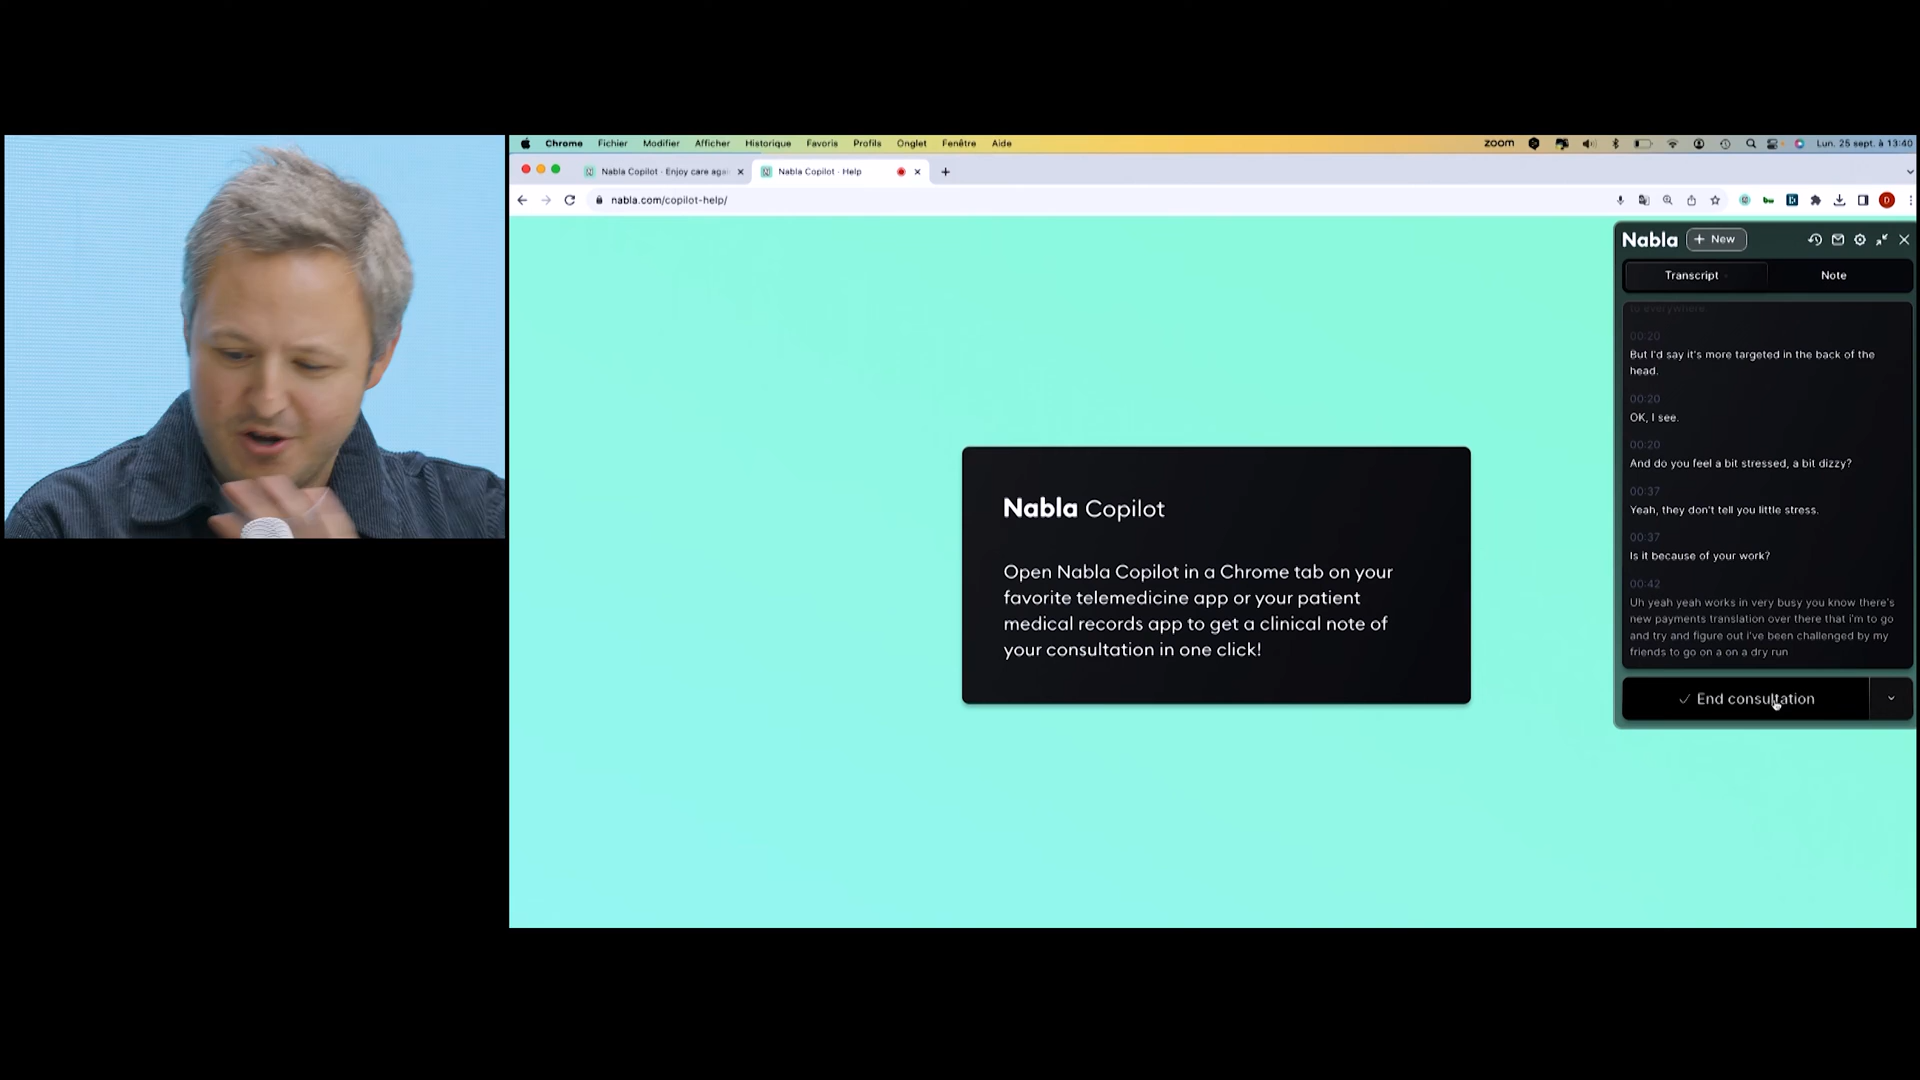 Chrome Fichier Modifier Afficher Historique Favoris Profils Onglet Fenêtre Aide
zoom
Lun. 25 sept. à 13:40
Nabla Copilot - Enjoy care aga
Nabla Copilot - Help
nabla.com/copilot-help/
D
Nabla
+ New
Transcript
Note
to everywhere.
00:20
But I'd say it's more targeted in the back of the
head.
00:20
OK, I see.
00:20
And do you feel a bit stressed, a bit dizzy?
00:37
Yeah, they don't tell you little stress.
00:37
Is it because of your work?
00:42
Uh yeah yeah works in very busy you know there's
new payments translation over there that i'm to go
and try and figure out i've been challenged by my
friends to go on a on a dry run
End consultation
Nabla Copilot
Open Nabla Copilot in a Chrome tab on your
favorite telemedicine app or your patient
medical records app to get a clinical note of
your consultation in one click!